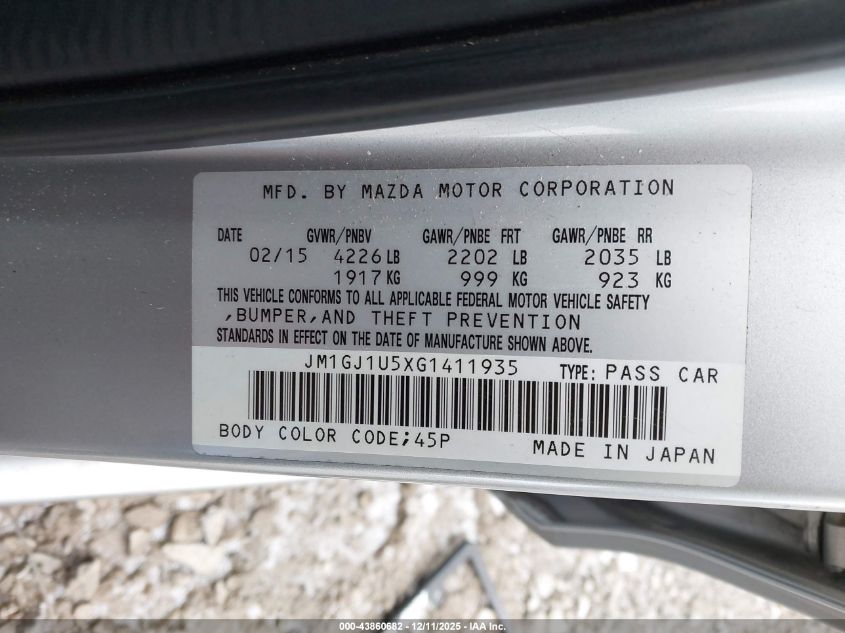 MFD. BY MAZDA MOTOR CORPORATION
DATE GVWR/PNBV GAWR/PNBE FRT GAWR/PNBE RR
02/15 4226 LB 2202 LB 2035 LB
1917 KG 999 KG 923 KG
THIS VEHICLE CONFORMS TO ALL APPLICABLE FEDERAL MOTOR VEHICLE SAFETY
,BUMPER,AND THEFT PREVENTION
STANDARDS IN EFFECT ON THE DATE OF MANUFACTURE SHOWN ABOVE.
JM1GJ1U5XG1411935 TYPE: PASS CAR
BODY COLOR CODE;45P MADE IN JAPAN
000-43860682 - 12/11/2025 - IAA Inc.